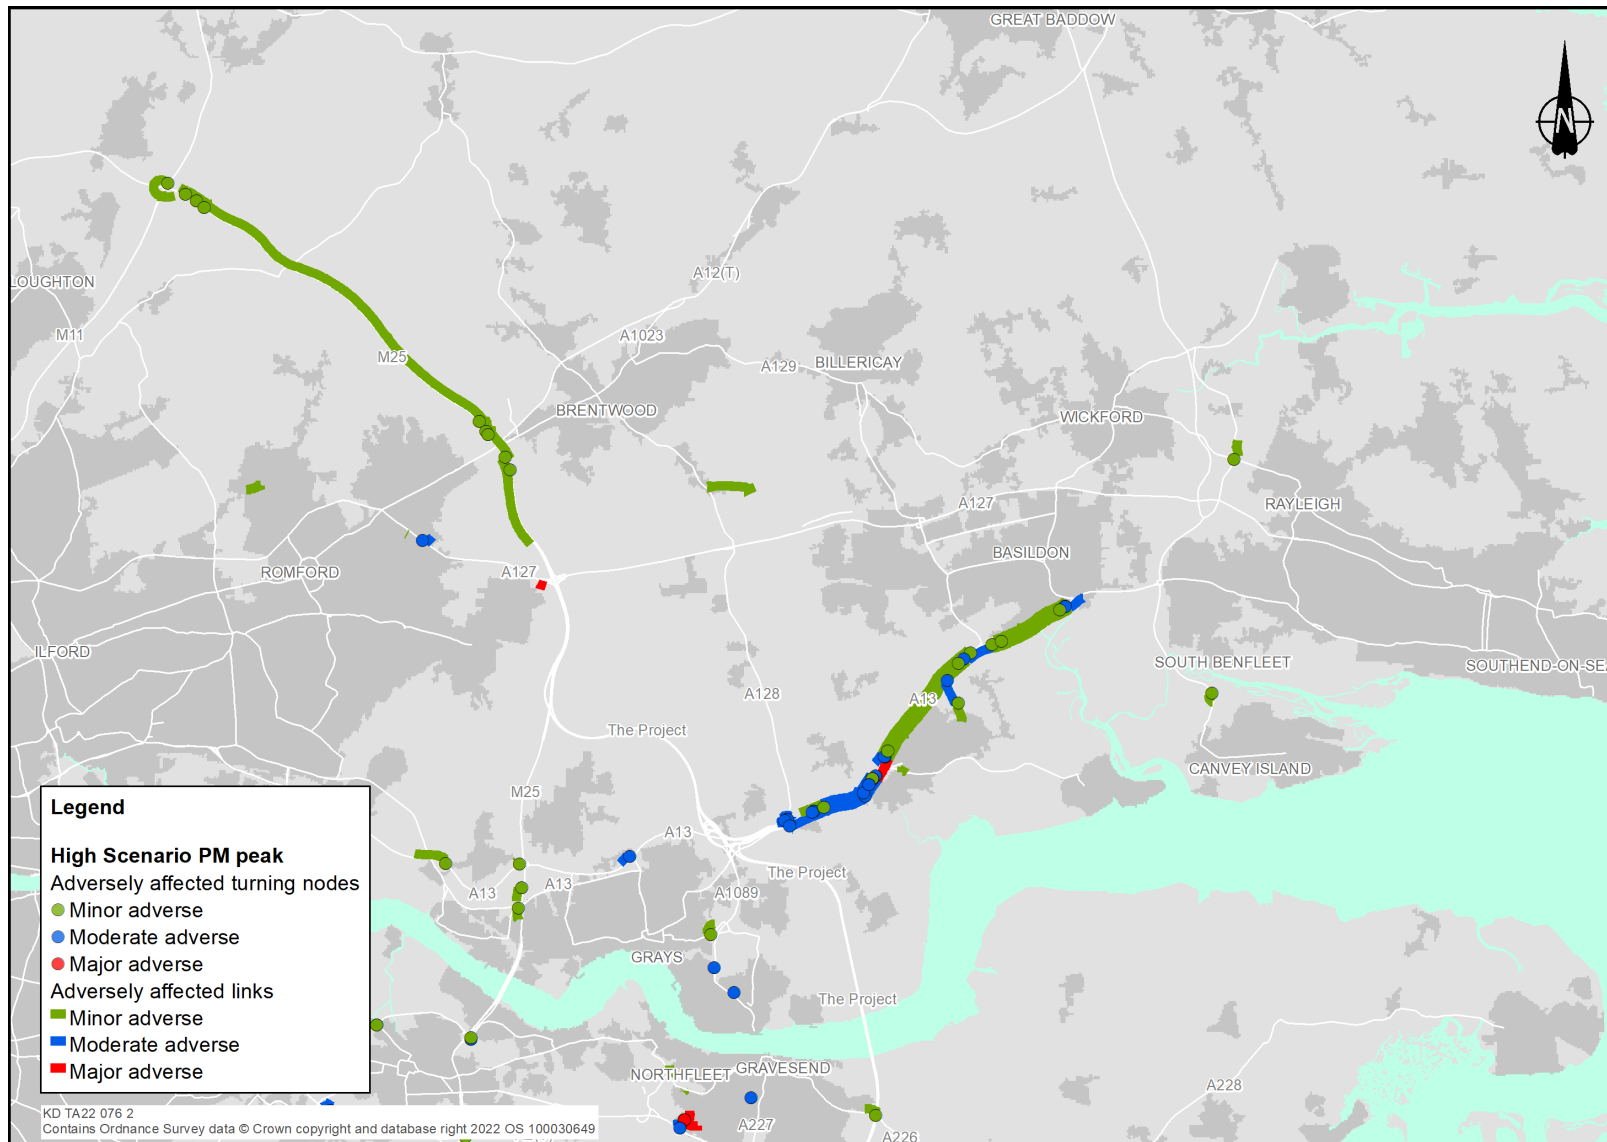 GREAT BADDOW
N
A12(T)
LOUGHTON
M11
A1023
M25
A129
BILLERICAY
BRENTWOOD
WICKFORD
A127
RAYLEIGH
BASILDON
ROMFORD
A127
ILFORD
SOUTH BENFLEET
SOUTHEND-ON-SEA
A128
A13
The Project
CANVEY ISLAND
M25
A13
The Project
A13
A13
A1089
GRAYS
The Project
NORTHFLEET
GRAVESEND
A228
A227
A226
Legend
High Scenario PM peak
Adversely affected turning nodes
Minor adverse
Moderate adverse
Major adverse
Adversely affected links
Minor adverse
Moderate adverse
Major adverse
KD TA22 076 2
Contains Ordnance Survey data © Crown copyright and database right 2022 OS 100030649